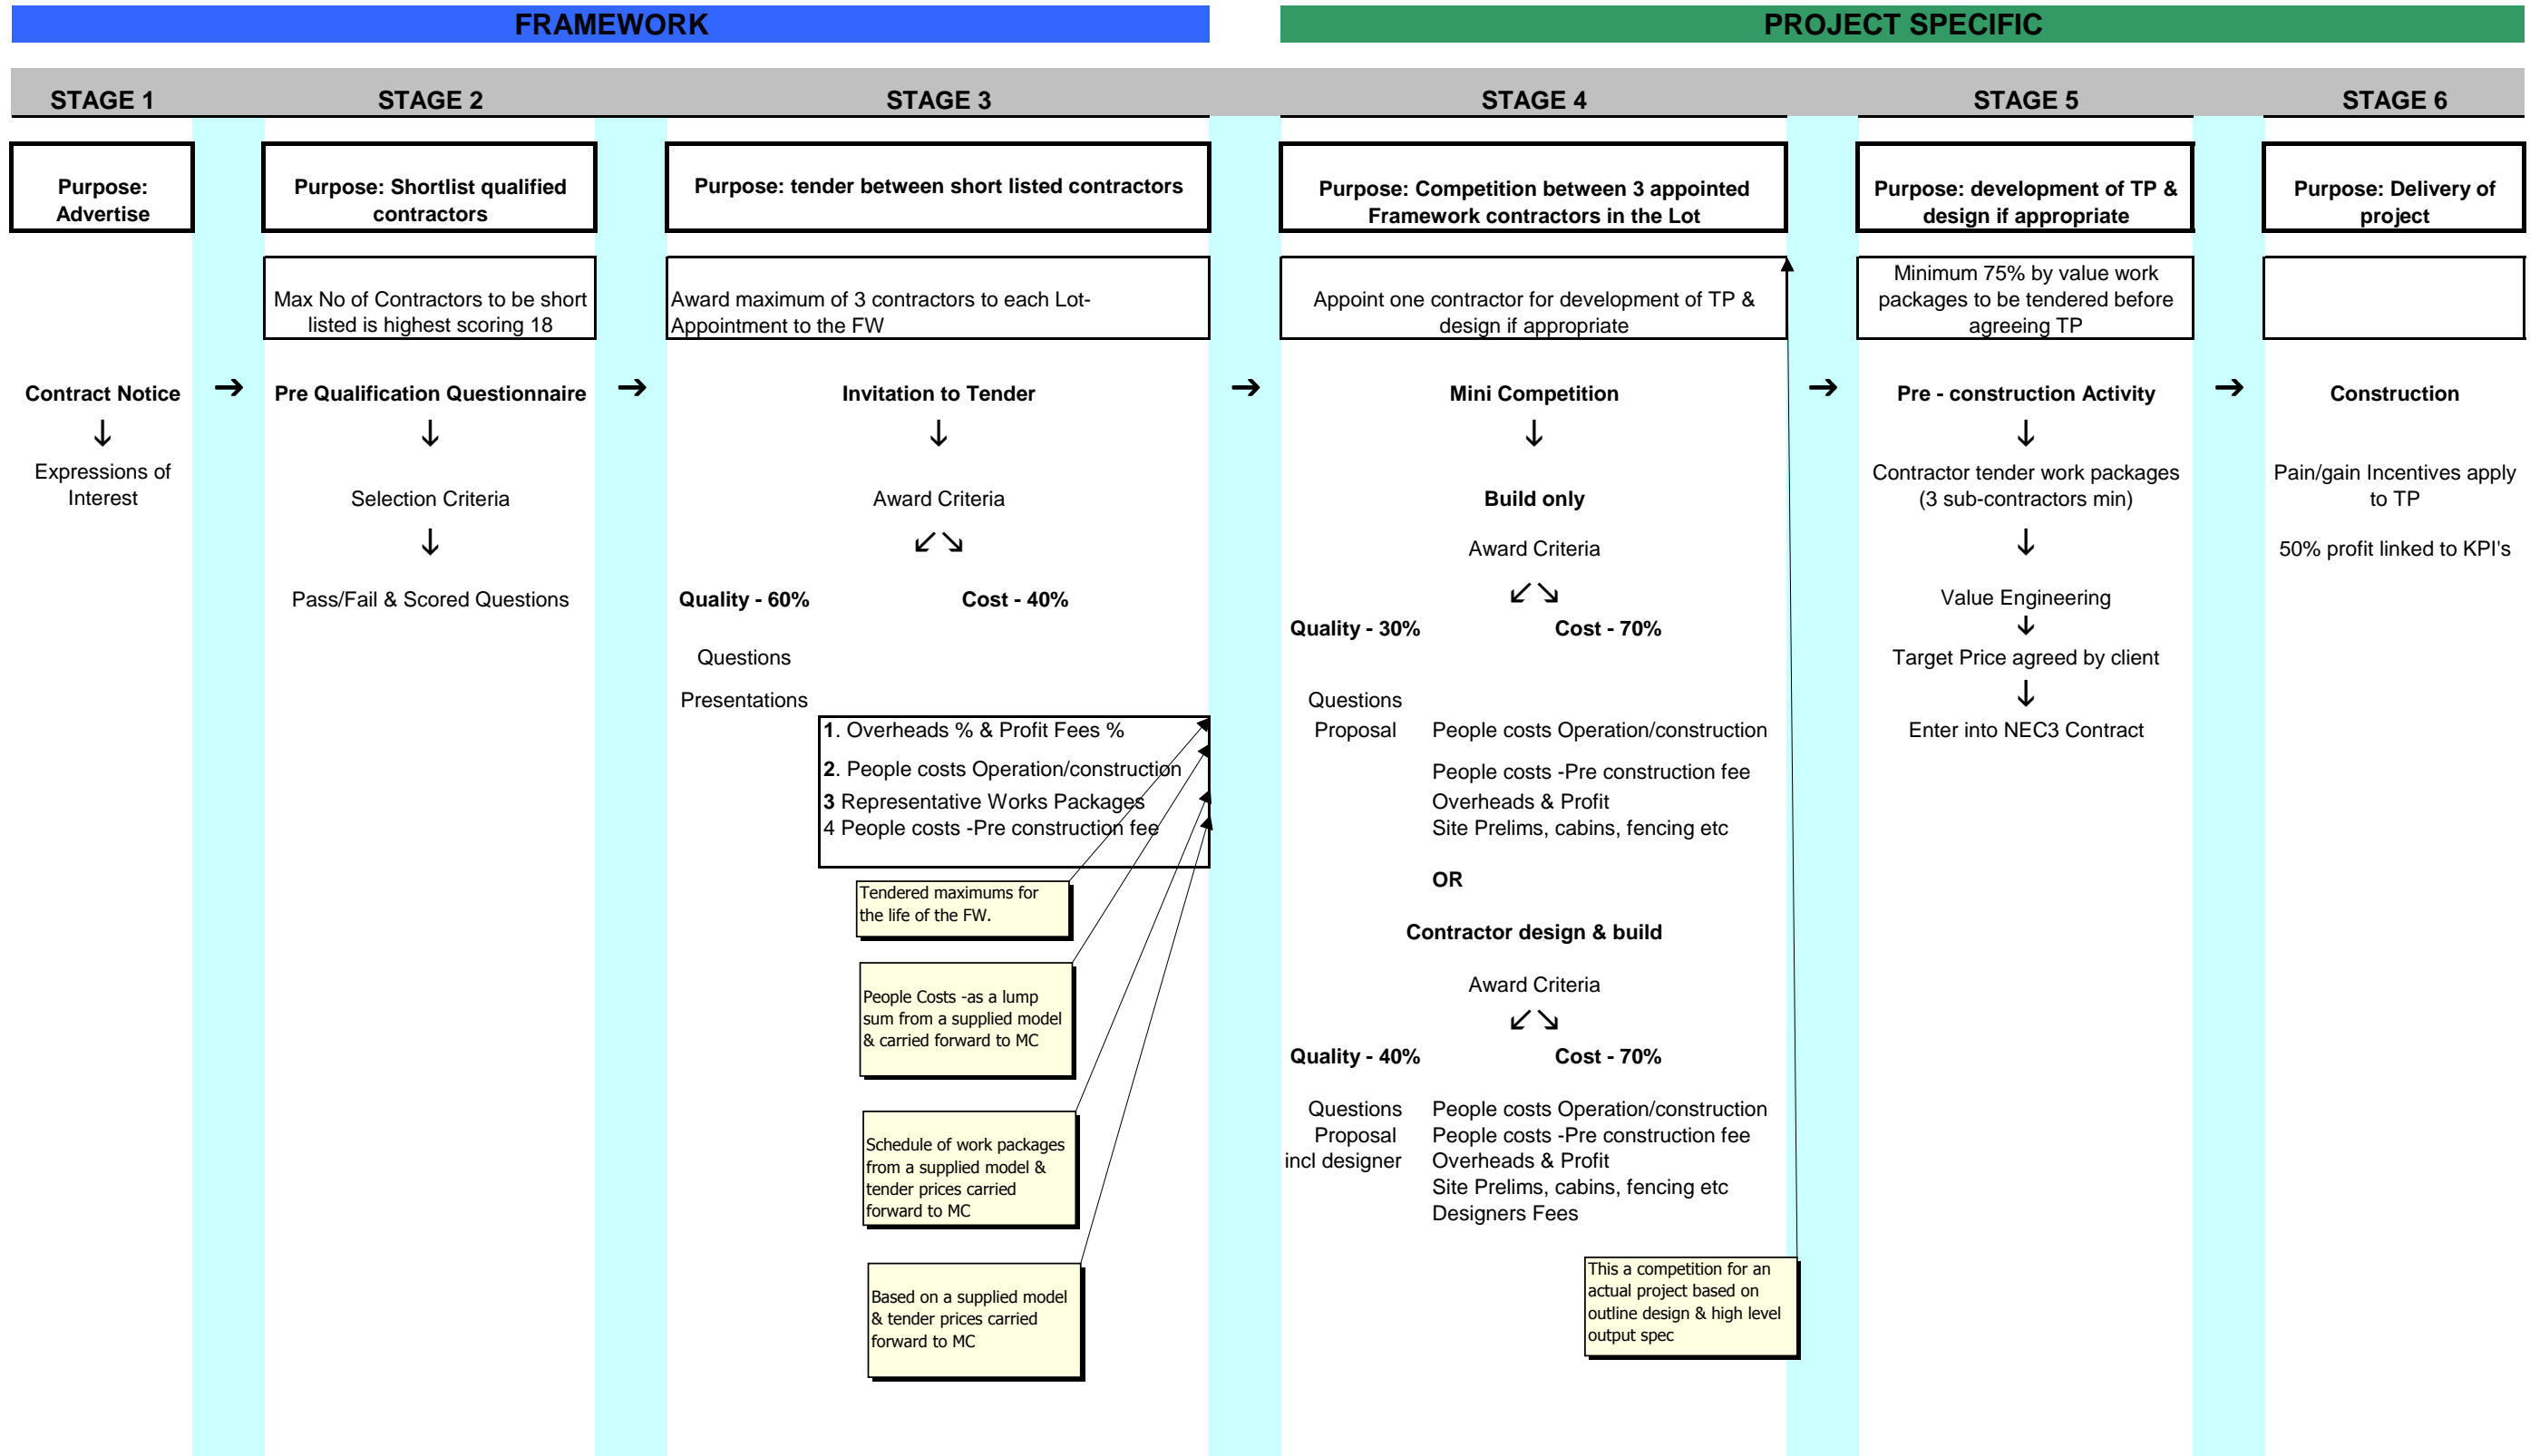 FRAMEWORK
PROJECT SPECIFIC
STAGE 1
STAGE 2
STAGE 3
STAGE 4
STAGE 5
STAGE 6
Purpose:
Advertise
Purpose: Shortlist qualified
contractors
Purpose: tender between short listed contractors
Purpose: Competition between 3 appointed
Framework contractors in the Lot
Purpose: development of TP &
design if appropriate
Purpose: Delivery of
project
Max No of Contractors to be short
listed is highest scoring 18
Award maximum of 3 contractors to each Lot-
Appointment to the FW
Appoint one contractor for development of TP &
design if appropriate
Minimum 75% by value work
packages to be tendered before
agreeing TP
Contract Notice
➔
Pre Qualification Questionnaire
➔
Invitation to Tender
➔
Mini Competition
➔
Pre - construction Activity
➔
Construction
↓
Expressions of
Interest
↓
Selection Criteria
↓
Pass/Fail & Scored Questions
↓
Award Criteria
↙↘
Quality - 60%
Cost - 40%
Questions
Presentations
1. Overheads % & Profit Fees %
2. People costs Operation/construction
3 Representative Works Packages
4 People costs -Pre construction fee
Tendered maximums for
the life of the FW.
People Costs -as a lump
sum from a supplied model
& carried forward to MC
Schedule of work packages
from a supplied model &
tender prices carried
forward to MC
Based on a supplied model
& tender prices carried
forward to MC
↓
Build only
Award Criteria
↙↘
Quality - 30%
Cost - 70%
Questions
Proposal
People costs Operation/construction
People costs -Pre construction fee
Overheads & Profit
Site Prelims, cabins, fencing etc
OR
Contractor design & build
Award Criteria
↙↘
Quality - 40%
Cost - 70%
Questions
Proposal
incl designer
People costs Operation/construction
People costs -Pre construction fee
Overheads & Profit
Site Prelims, cabins, fencing etc
Designers Fees
This a competition for an
actual project based on
outline design & high level
output spec
↓
Contractor tender work packages
(3 sub-contractors min)
↓
Value Engineering
↓
Target Price agreed by client
↓
Enter into NEC3 Contract
Pain/gain Incentives apply
to TP
50% profit linked to KPI's